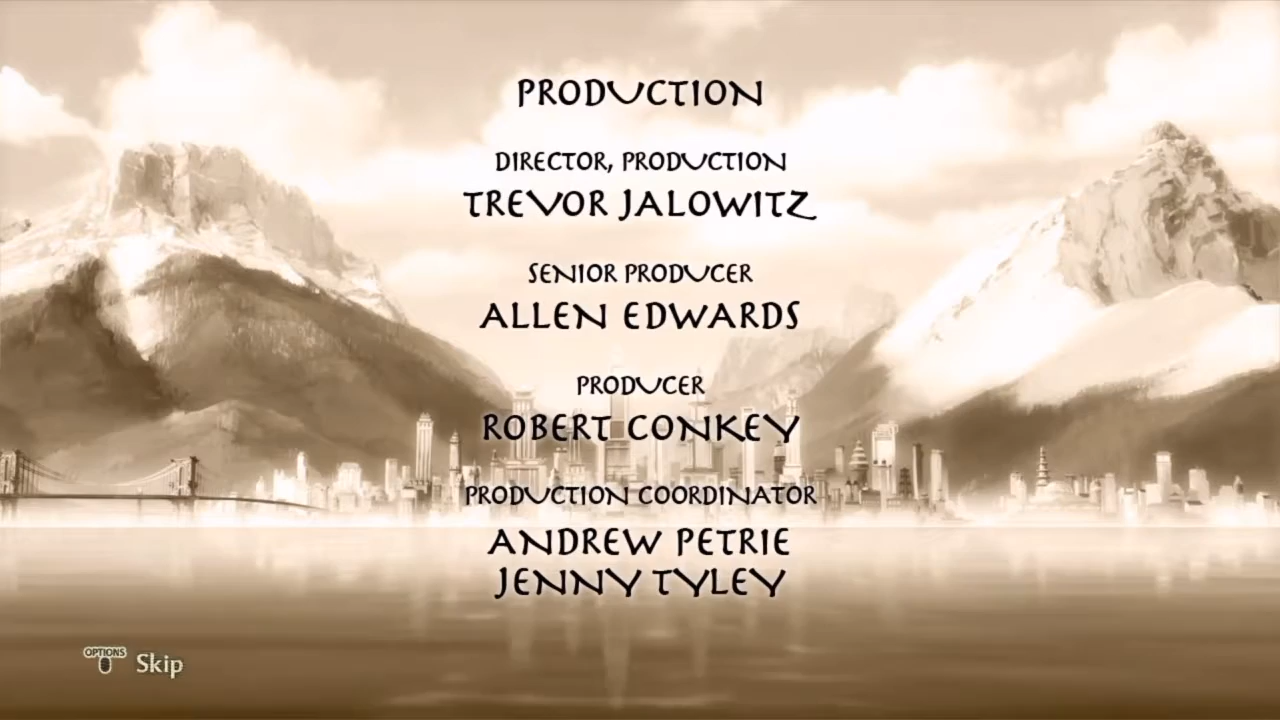 PRODUCTION
DIRECTOR, PRODUCTION
TREVOR JALOWITZ
SENIOR PRODUCER
ALLEN EDWARDS
PRODUCER
ROBERT CONKEY
PRODUCTION COORDINATOR
ANDREW PETRIE
JENNY TYLEY
OPTIONS
Skip